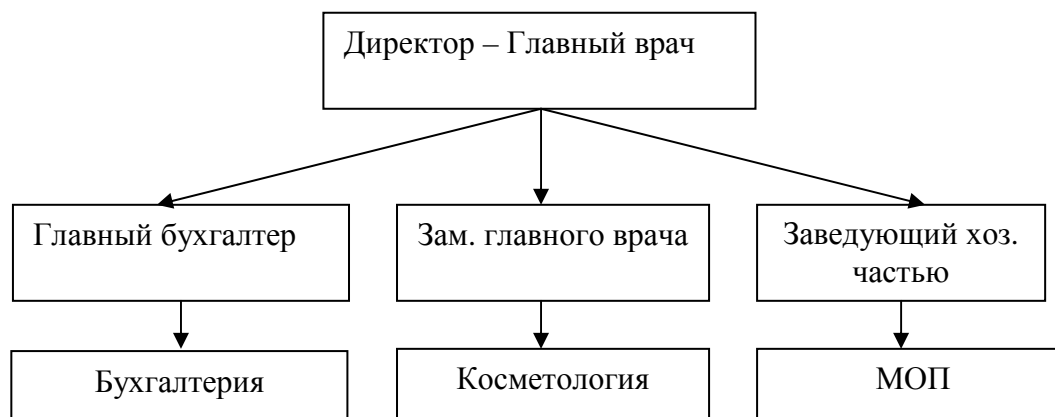 Директор – Главный врач
Главный бухгалтер
Зам. главного врача
Заведующий хоз.
частью
Бухгалтерия
Косметология
МОП